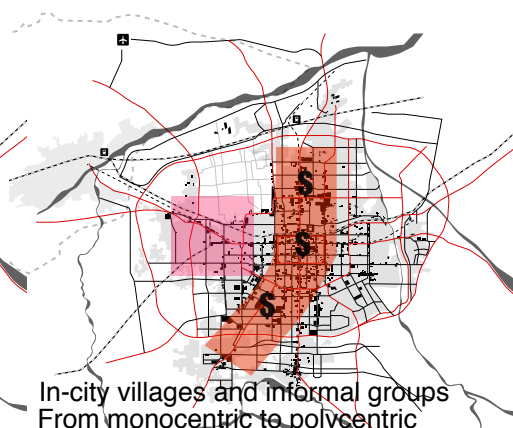 $
$
$
In-city villages and informal groups
From monocentric to polycentric